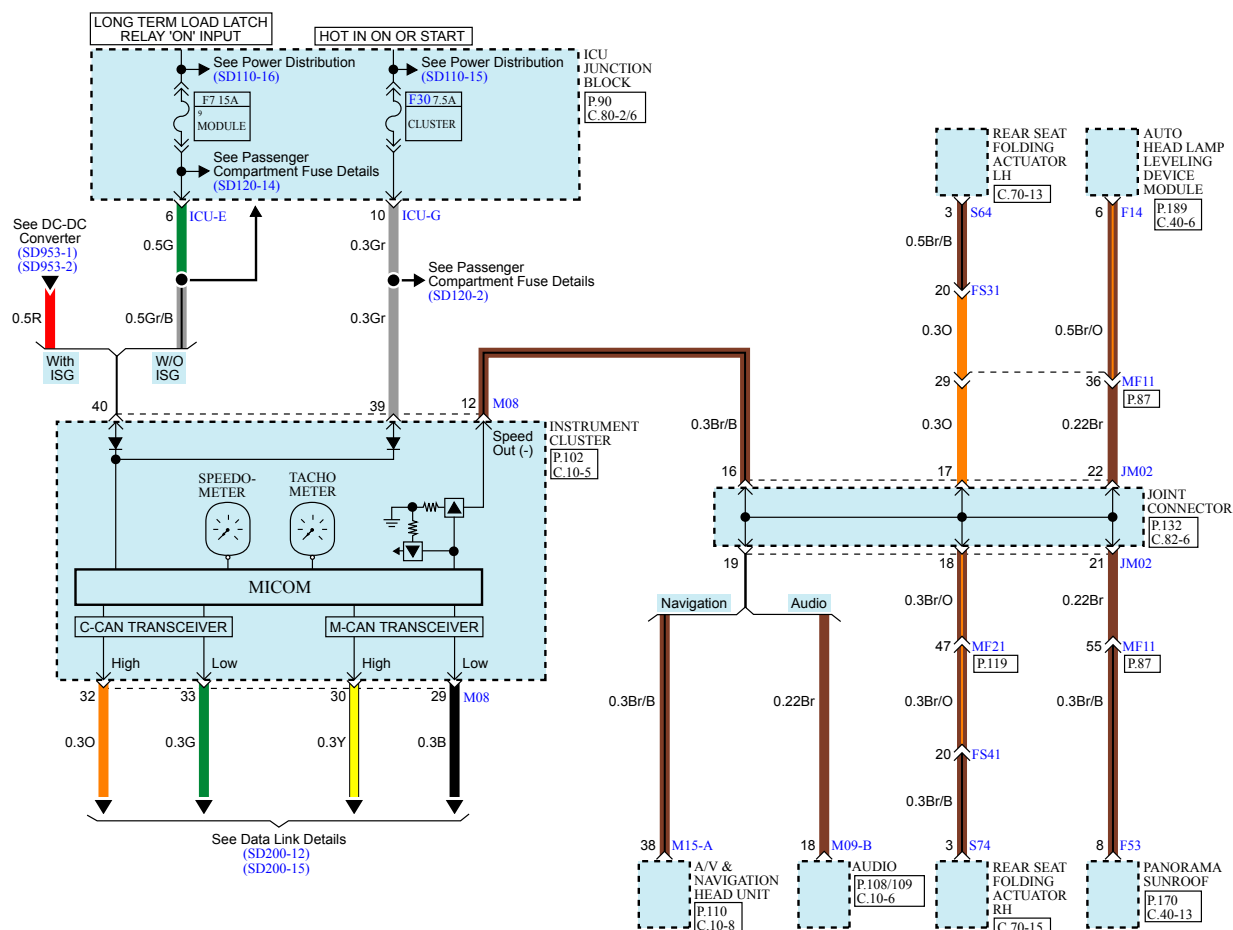 LONG TERM LOAD LATCH
RELAY 'ON' INPUT
HOT IN ON OR START
See Power Distribution
(SD110-16)
See Power Distribution
(SD110-15)
ICU
JUNCTION
BLOCK
P.90
C.80-2/6
F7 15A
9
MODULE
F30 7.5A
CLUSTER
See Passenger
Compartment Fuse Details
(SD120-14)
6
ICU-E
10
ICU-G
See DC-DC
Converter
(SD953-1)
(SD953-2)
0.5G
0.3Gr
See Passenger
Compartment Fuse Details
(SD120-2)
0.5R
0.5Gr/B
0.3Gr
With
ISG
W/O
ISG
40
39
12
M08
Speed
Out (-)
INSTRUMENT
CLUSTER
P.102
C.10-5
SPEEDO-
METER
TACHO
METER
MICOM
C-CAN TRANSCEIVER
M-CAN TRANSCEIVER
High
Low
High
Low
32
33
30
29
M08
0.3O
0.3G
0.3Y
0.3B
See Data Link Details
(SD200-12)
(SD200-15)
REAR SEAT
FOLDING
ACTUATOR
LH
C.70-13
AUTO
HEAD LAMP
LEVELING
DEVICE
MODULE
P.189
C.40-6
3
S64
6
F14
0.5Br/B
20
FS31
0.3O
0.5Br/O
29
36
MF11
P.87
0.3Br/B
0.3O
0.22Br
16
17
22
JM02
JOINT
CONNECTOR
P.132
C.82-6
19
18
21
JM02
Navigation
Audio
0.3Br/O
0.22Br
47
MF21
P.119
55
MF11
P.87
0.3Br/B
0.22Br
0.3Br/O
0.3Br/B
20
FS41
0.3Br/B
38
M15-A
18
M09-B
3
S74
8
F53
A/V &
NAVIGATION
HEAD UNIT
P.110
C.10-8
AUDIO
P.108/109
C.10-6
REAR SEAT
FOLDING
ACTUATOR
RH
C.70-15
PANORAMA
SUNROOF
P.170
C.40-13